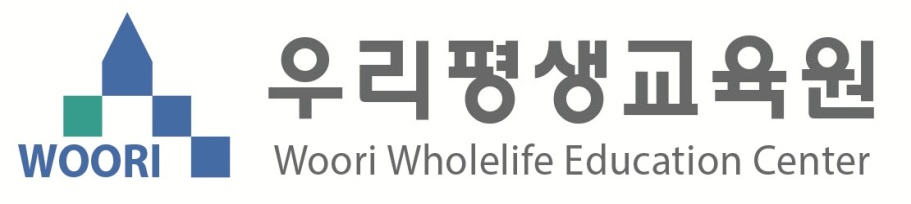 우리평생교육원
WOORI
Woori Wholelife Education Center